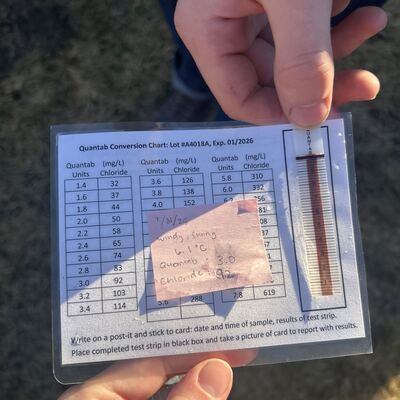 Quantab Conversion Chart: Lot #A4018A, Exp. 01/2026
Quantab (mg/L) Quantab (mg/L) Quantab (mg/L)
Units Chloride Units Chloride Units Chloride
1.4 32 3.6 126 5.8 310
1.6 37 3.8 138 6.0 332
1.8 44 4.0 152
2.0 50
2.2 58
2.4 65
2.6 74
2.8 83
3.0 92
3.2 103
3.4 114 5.6 288 7.8 619
windy, sunny
6.1°C
Quantab : 3.0
Chloride : 92
QUANTAB
Write on a post-it and stick to card: date and time of sample, results of test strip.
Place completed test strip in black box and take a picture of card to report with results.